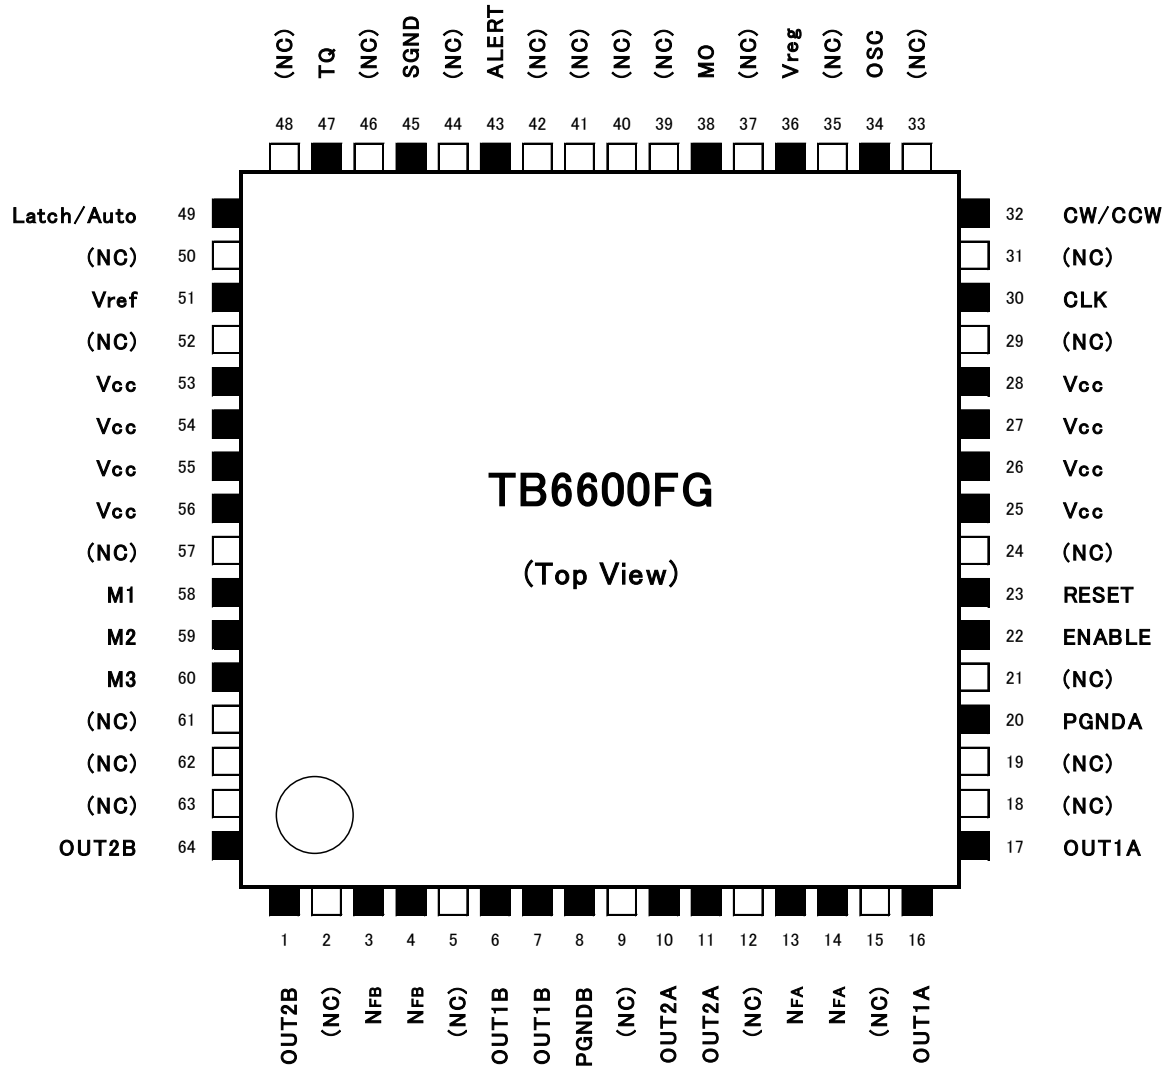 (NC) TQ (NC) SGND (NC) ALERT (NC) (NC) (NC) (NC) MO (NC) Vreg (NC) OSC (NC)
48 47 46 45 44 43 42 41 40 39 38 37 36 35 34 33
Latch/Auto 49 32 CW/CCW
(NC) 50 31 (NC)
Vref 51 30 CLK
(NC) 52 29 (NC)
Vcc 53 28 Vcc
Vcc 54 27 Vcc
Vcc 55 26 Vcc
TB6600FG
Vcc 56 25 Vcc
(NC) 57 24 (NC)
(Top View)
M1 58 23 RESET
M2 59 22 ENABLE
M3 60 21 (NC)
(NC) 61 20 PGNDA
(NC) 62 19 (NC)
(NC) 63 18 (NC)
OUT2B 64 17 OUT1A
1 2 3 4 5 6 7 8 9 10 11 12 13 14 15 16
OUT2B (NC) NFB NFB (NC) OUT1B OUT1B PGNDB (NC) OUT2A OUT2A (NC) NFA NFA (NC) OUT1A